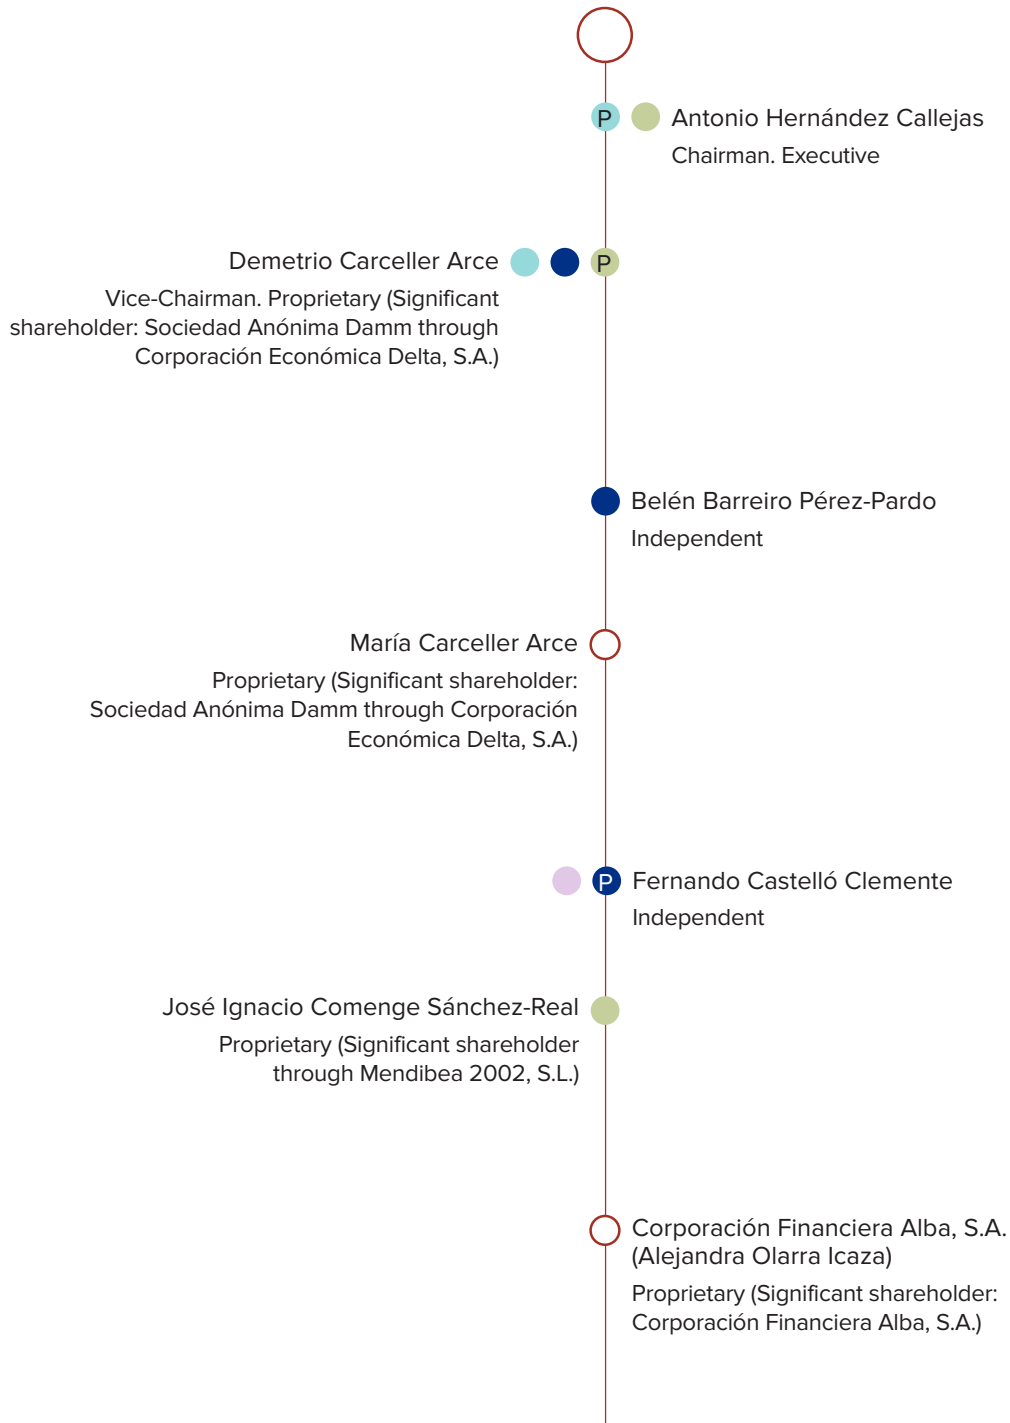 P
Antonio Hernández Callejas
Chairman. Executive
Demetrio Carceller Arce
P
Vice-Chairman. Proprietary (Significant
shareholder: Sociedad Anónima Damm through
Corporación Económica Delta, S.A.)
Belén Barreiro Pérez-Pardo
Independent
María Carceller Arce
Proprietary (Significant shareholder:
Sociedad Anónima Damm through Corporación
Económica Delta, S.A.)
P
Fernando Castelló Clemente
Independent
José Ignacio Comenge Sánchez-Real
Proprietary (Significant shareholder
through Mendibea 2002, S.L.)
Corporación Financiera Alba, S.A.
(Alejandra Olarra Icaza)
Proprietary (Significant shareholder:
Corporación Financiera Alba, S.A.)